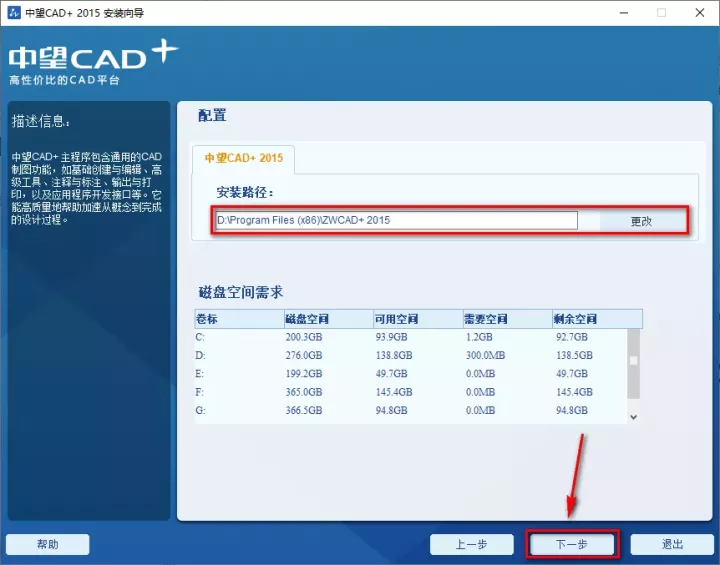 中望CAD+ 2015 安装向导
中望CAD+
高性价比的CAD平台
描述信息：
中望CAD+ 主程序包含通用的CAD
制图功能，如基础创建与编辑、高
级工具、注释与标注、输出与打
印，以及应用程序开发接口等。它
能高质量地帮助加速从概念到完成
的设计过程。
配置
中望CAD+ 2015
安装路径：
D:\Program Files (x86)\ZWCAD+ 2015 更改
磁盘空间需求
卷标 磁盘空间 可用空间 需要空间 剩余空间
C: 200.3GB 93.9GB 1.2GB 92.7GB
D: 276.0GB 138.8GB 300.0MB 138.5GB
E: 199.2GB 49.7GB 0.0MB 49.7GB
F: 365.0GB 145.4GB 0.0MB 145.4GB
G: 366.5GB 94.8GB 0.0MB 94.8GB
帮助 上一步 下一步 退出